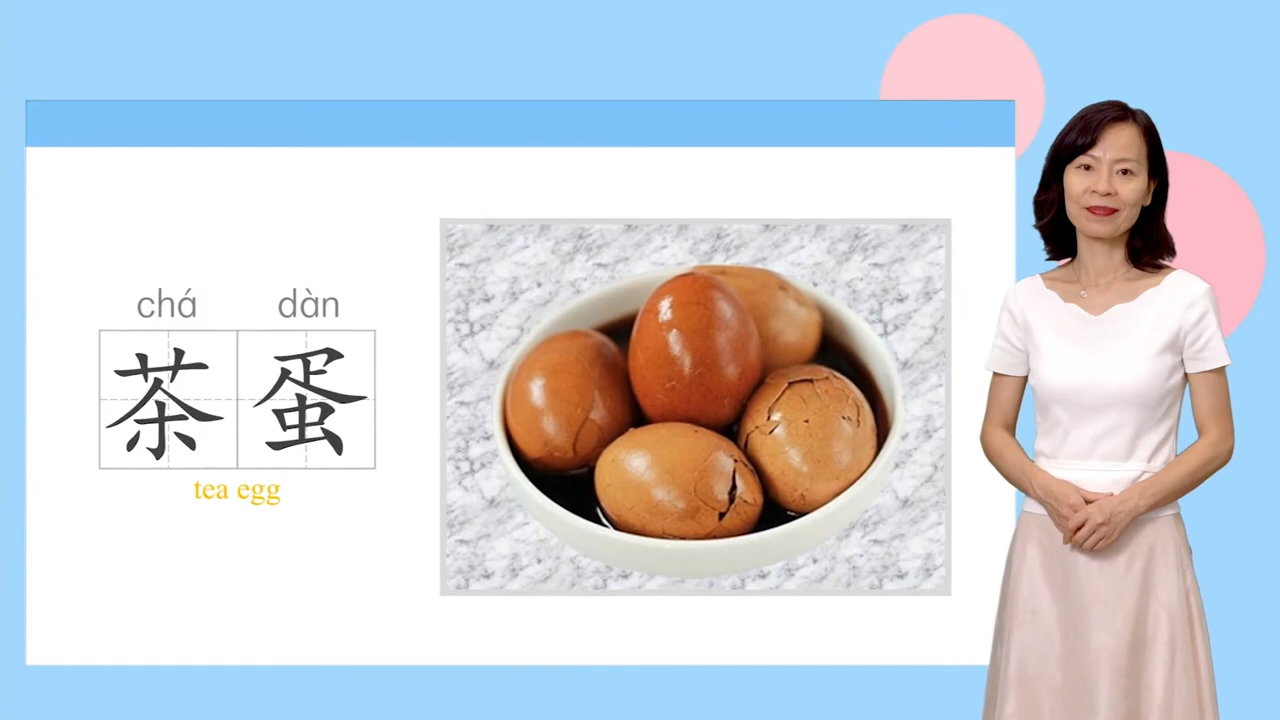 chá dàn
茶蛋
tea egg